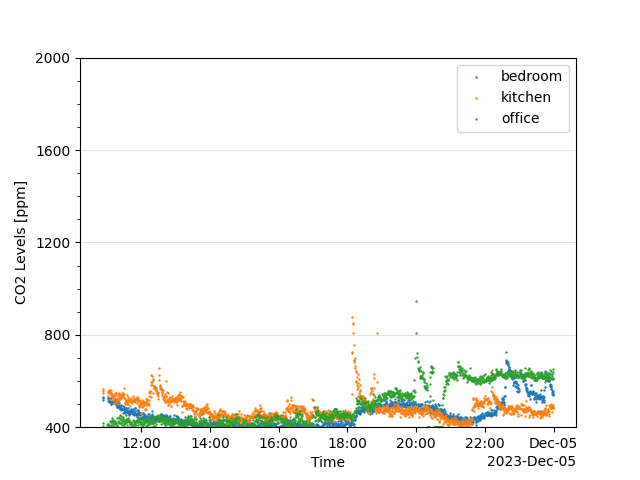 bedroom
kitchen
office
2000
1600
1200
800
400
CO2 Levels [ppm]
12:00 14:00 16:00 18:00 20:00 22:00 Dec-05
Time
2023-Dec-05